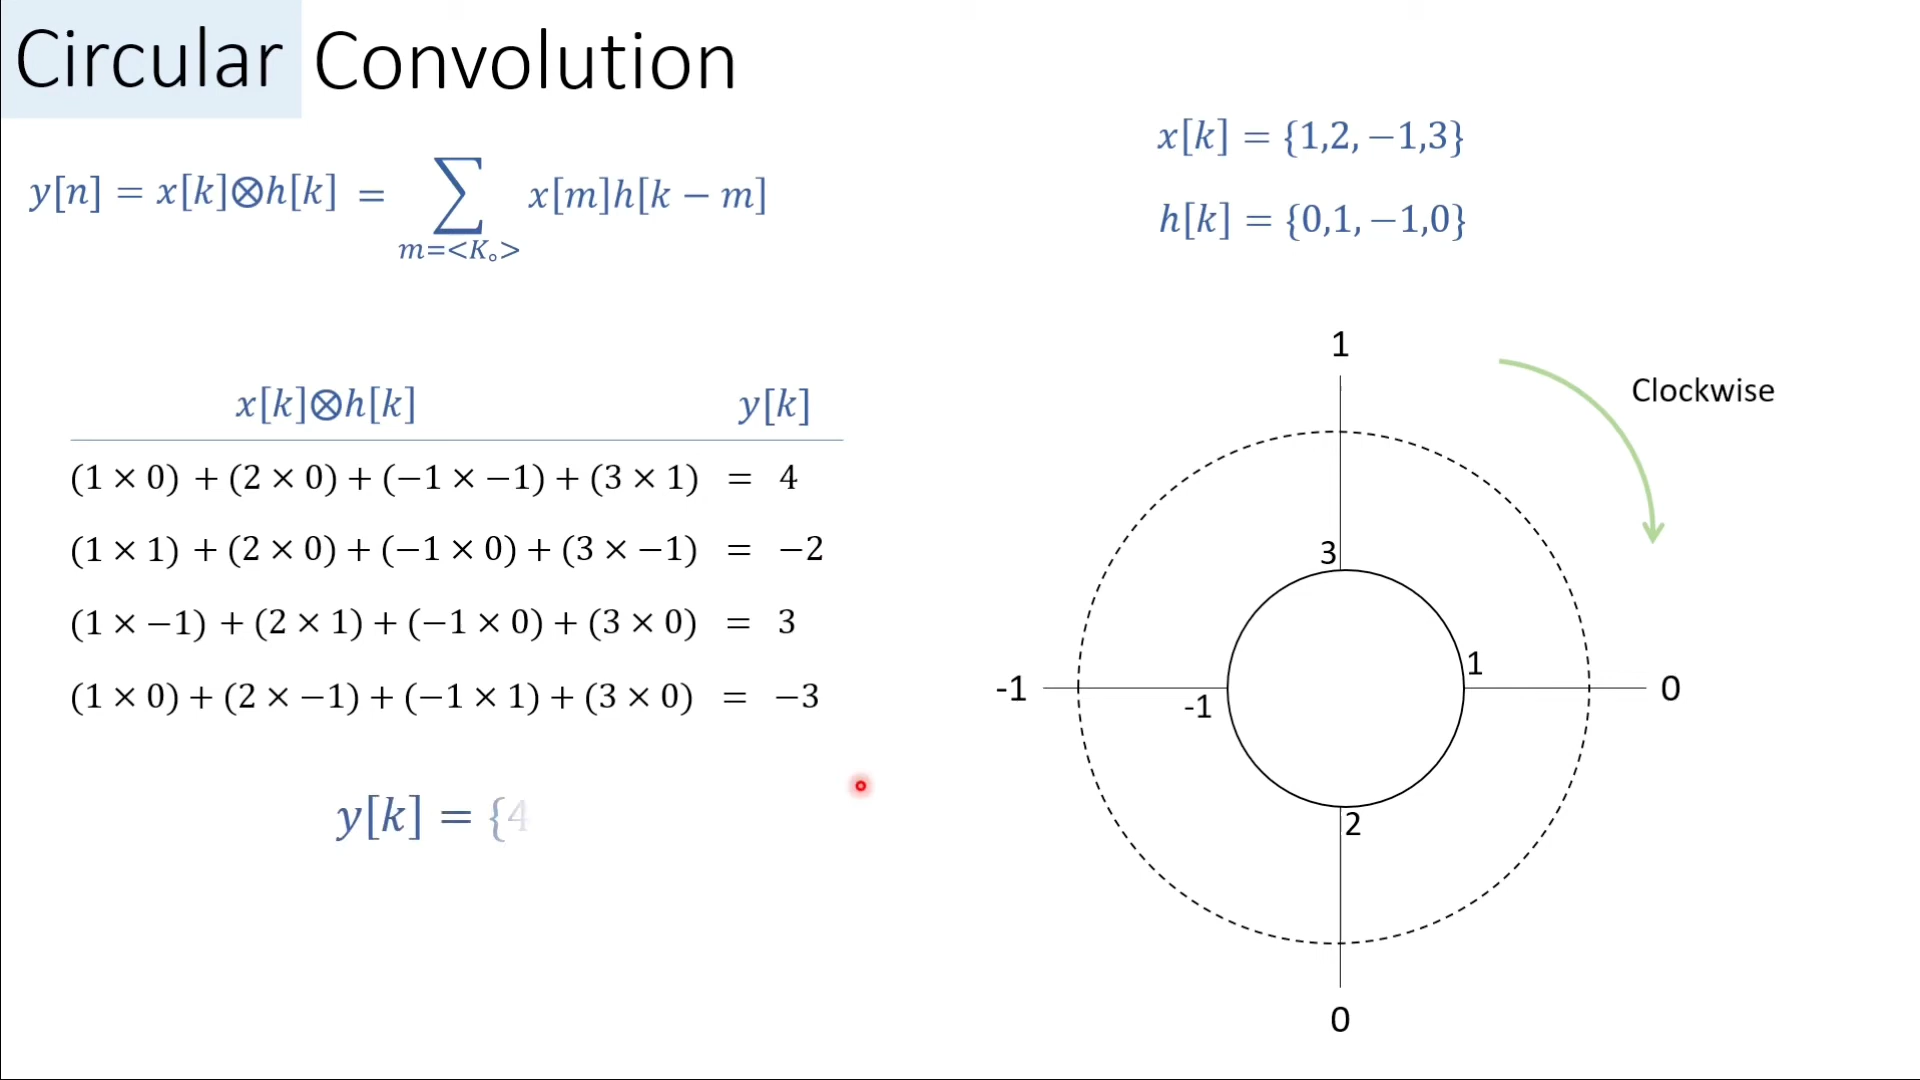 Circular Convolution
y[n] = x[k]⊗h[k] = ∑ x[m]h[k − m]
m=<K∘>
x[k] = {1,2, −1,3}
h[k] = {0,1, −1,0}
x[k]⊗h[k] y[k]
(1 × 0) + (2 × 0) + (−1 × −1) + (3 × 1) = 4
(1 × 1) + (2 × 0) + (−1 × 0) + (3 × −1) = −2
(1 × −1) + (2 × 1) + (−1 × 0) + (3 × 0) = 3
(1 × 0) + (2 × −1) + (−1 × 1) + (3 × 0) = −3
y[k] = {4
1
Clockwise
3
1
-1
0
-1
2
0